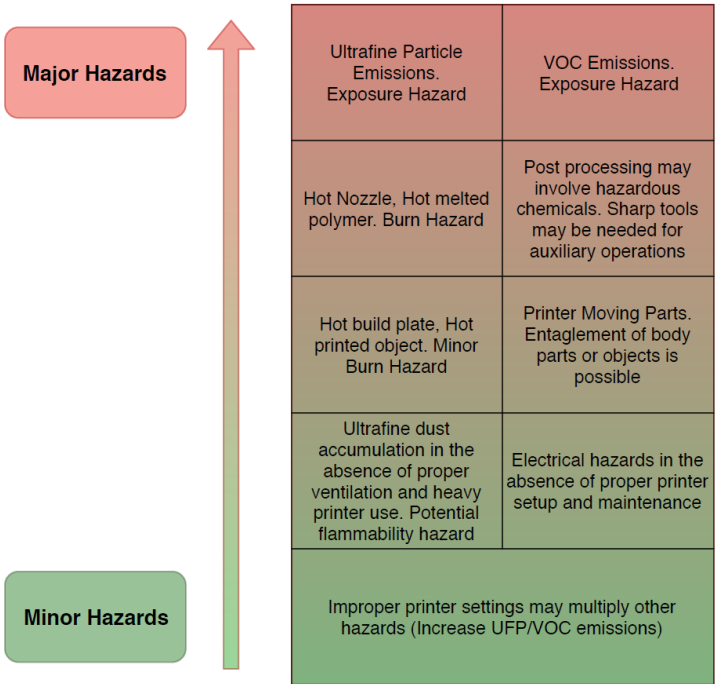 Major Hazards
Ultrafine Particle
Emissions.
Exposure Hazard
VOC Emissions.
Exposure Hazard
Hot Nozzle, Hot melted
polymer. Burn Hazard
Post processing may
involve hazardous
chemicals. Sharp tools
may be needed for
auxiliary operations
Hot build plate, Hot
printed object. Minor
Burn Hazard
Printer Moving Parts.
Entaglement of body
parts or objects is
possible
Ultrafine dust
accumulation in the
absence of proper
ventilation and heavy
printer use. Potential
flammability hazard
Electrical hazards in the
absence of proper printer
setup and maintenance
Minor Hazards
Improper printer settings may multiply other
hazards (Increase UFP/VOC emissions)